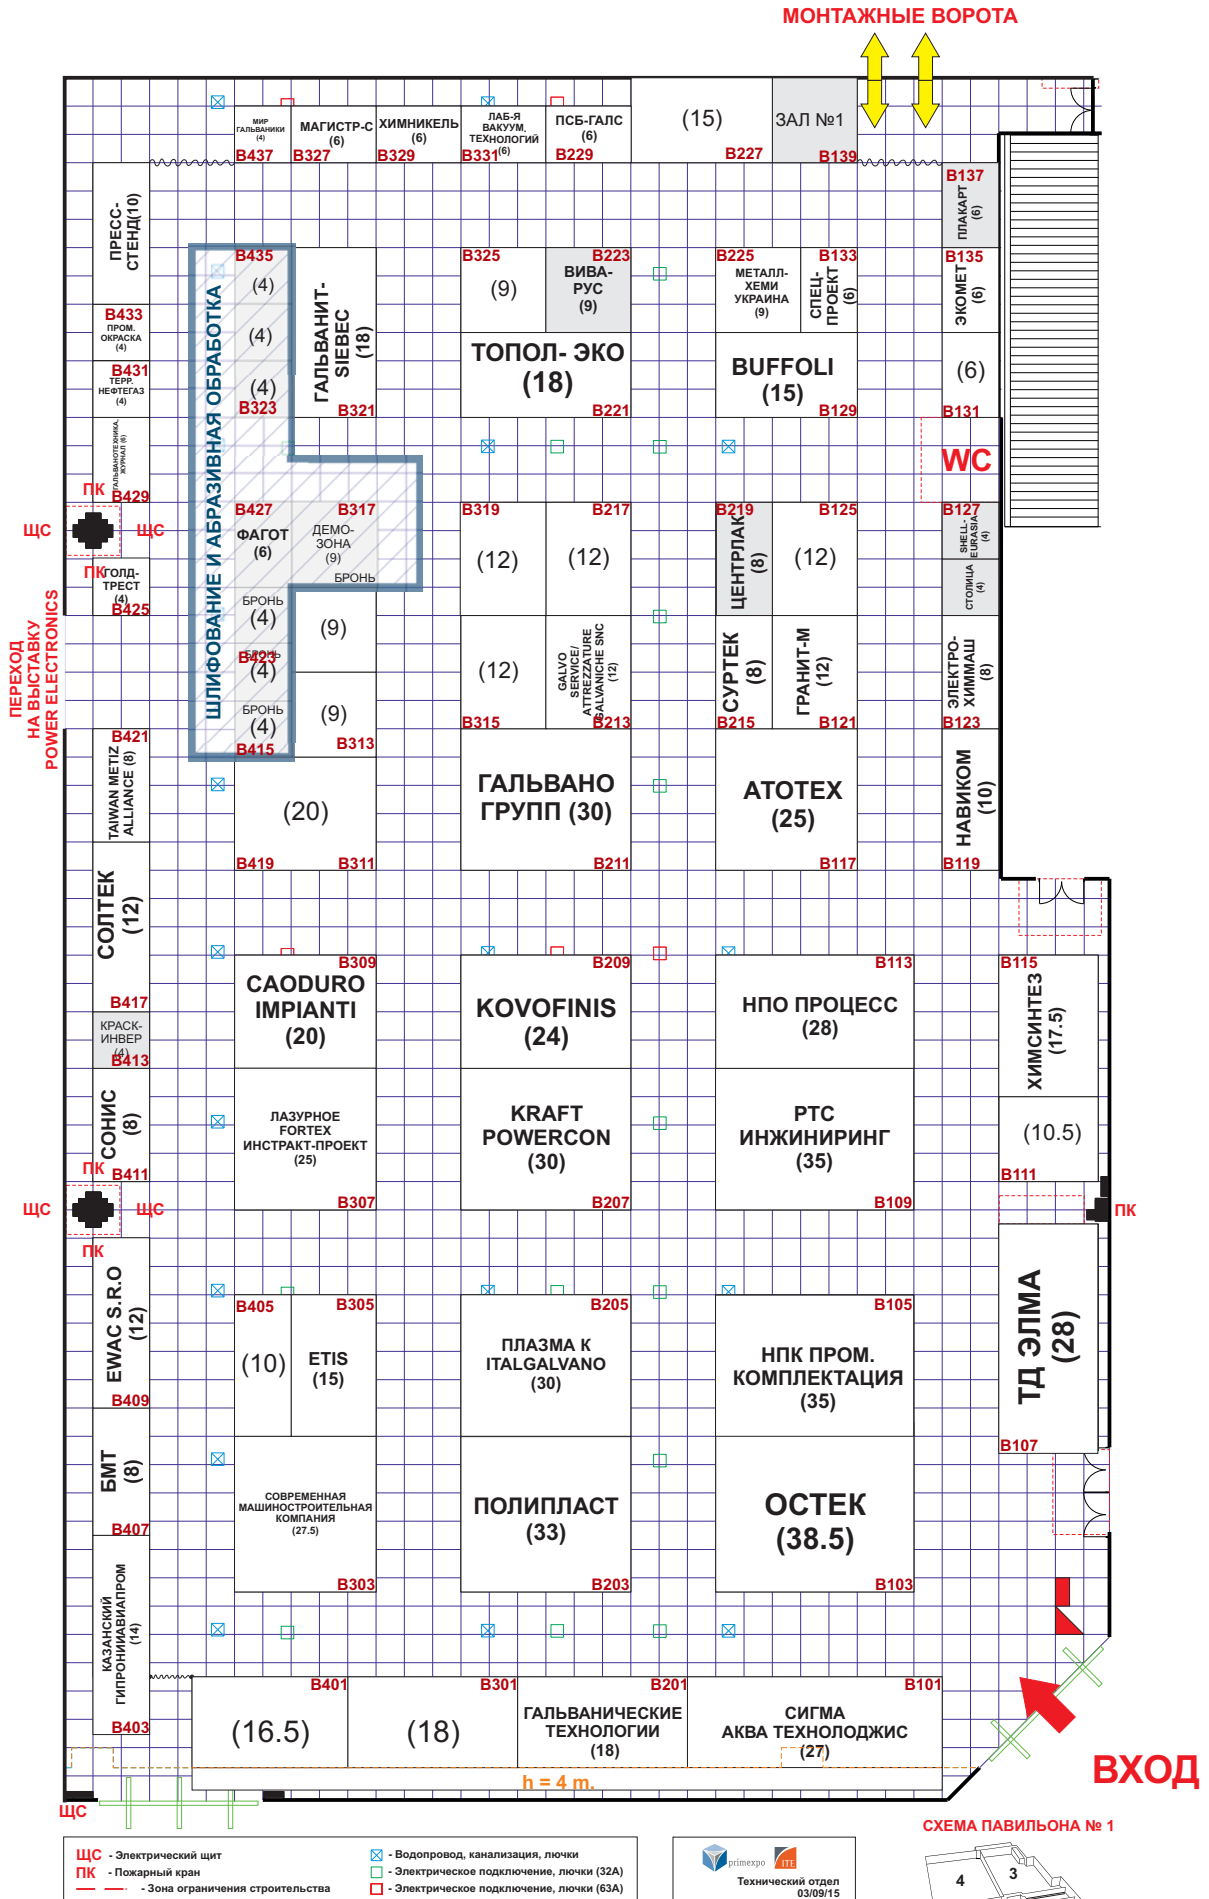 МОНТАЖНЫЕ ВОРОТА
МИР
ГАЛЬВАНИКИ
(4)
B437
МАГИСТР-С
(6)
B327
ХИМНИКЕЛЬ
(6)
B329
ЛАБ-Я
ВАКУУМ.
ТЕХНОЛОГИЙ
(6)
B331
ПСБ-ГАЛС
(6)
B229
(15)
B227
ЗАЛ №1
B139
B137
ПЛАКАРТ
(6)
ПРЕСС-
СТЕНД(10)
B435
(4)
(4)
(4)
B323
ГАЛЬВАНИТ-
SIEBEC
(18)
B321
B325
(9)
B223
ВИВА-
РУС
(9)
ТОПОЛ- ЭКО
(18)
B221
B225
МЕТАЛЛ-
ХЕМИ
УКРАИНА
(9)
B133
СПЕЦ-
ПРОЕКТ
(6)
BUFFOLI
(15)
B129
B135
ЭКОМЕТ
(6)
(6)
B131
B433
ПРОМ.
ОКРАСКА
(4)
B431
ТЕРР.
НЕФТЕГАЗ
(4)
ГАЛЬВАНОТЕХНИКА.
ЖУРНАЛ (6)
B429
ШЛИФОВАНИЕ И АБРАЗИВНАЯ ОБРАБОТКА
WC
ПК
ЩС
ЩС
ПК
ГОЛД-
ТРЕСТ
(4)
B425
B427
ФАГОТ
(6)
B317
ДЕМО-
ЗОНА
(9)
БРОНЬ
БРОНЬ
(4)
БРОНЬ
B423
(4)
БРОНЬ
(4)
B415
(9)
(9)
B313
B319
(12)
B217
(12)
(12)
B315
GALVO
SERVICE/
ATTREZZATURE
GALVANICHE SNC
(12)
B213
B219
ЦЕНТРЛАК
(8)
B125
(12)
СУРТЕК
(8)
B215
ГРАНИТ-М
(12)
B121
B127
SHELL-
EURASIA
(4)
СТОЛИЦА
(4)
ЭЛЕКТРО-
ХИММАШ
(8)
B123
ПЕРЕХОД
НА ВЫСТАВКУ
POWER ELECTRONICS
B421
TAIWAN METIZ
ALLIANCE (8)
(20)
B419
B311
ГАЛЬВАНО
ГРУПП (30)
B211
АТОТЕХ
(25)
B117
НАВИКОМ
(10)
B119
СОЛТЕК
(12)
B417
КРАСК-
ИНВЕР
(4)
B413
СОНИС
(8)
B411
B309
CAODURO
IMPIANTI
(20)
B209
KOVOFINIS
(24)
B113
НПО ПРОЦЕСС
(28)
B115
ХИМСИНТЕЗ
(17.5)
ЛАЗУРНОЕ
FORTEX
ИНСТРАКТ-ПРОЕКТ
(25)
B307
KRAFT
POWERCON
(30)
B207
РТС
ИНЖИНИРИНГ
(35)
B109
(10.5)
B111
ПК
ЩС
ЩС
ПК
ПК
EWAC S.R.O
(12)
B409
B405
(10)
B305
ETIS
(15)
B205
ПЛАЗМА К
ITALGALVANO
(30)
B105
НПК ПРОМ.
КОМПЛЕКТАЦИЯ
(35)
ТД ЭЛМА
(28)
B107
БМТ
(8)
B407
СОВРЕМЕННАЯ
МАШИНОСТРОИТЕЛЬНАЯ
КОМПАНИЯ
(27.5)
B303
ПОЛИПЛАСТ
(33)
B203
ОСТЕК
(38.5)
B103
КАЗАНСКИЙ
ГИПРОНИИАВИАПРОМ
(14)
B403
B401
(16.5)
B301
(18)
B201
ГАЛЬВАНИЧЕСКИЕ
ТЕХНОЛОГИИ
(18)
B101
СИГМА
АКВА ТЕХНОЛОДЖИС
(27)
h = 4 m.
ВХОД
ЩС
СХЕМА ПАВИЛЬОНА № 1
4
3
ЩС - Электрический щит
ПК - Пожарный кран
- Зона ограничения строительства
- Водопровод, канализация, лючки
- Электрическое подключение, лючки (32А)
- Электрическое подключение, лючки (63А)
primexpo
ITE
Технический отдел
03/09/15